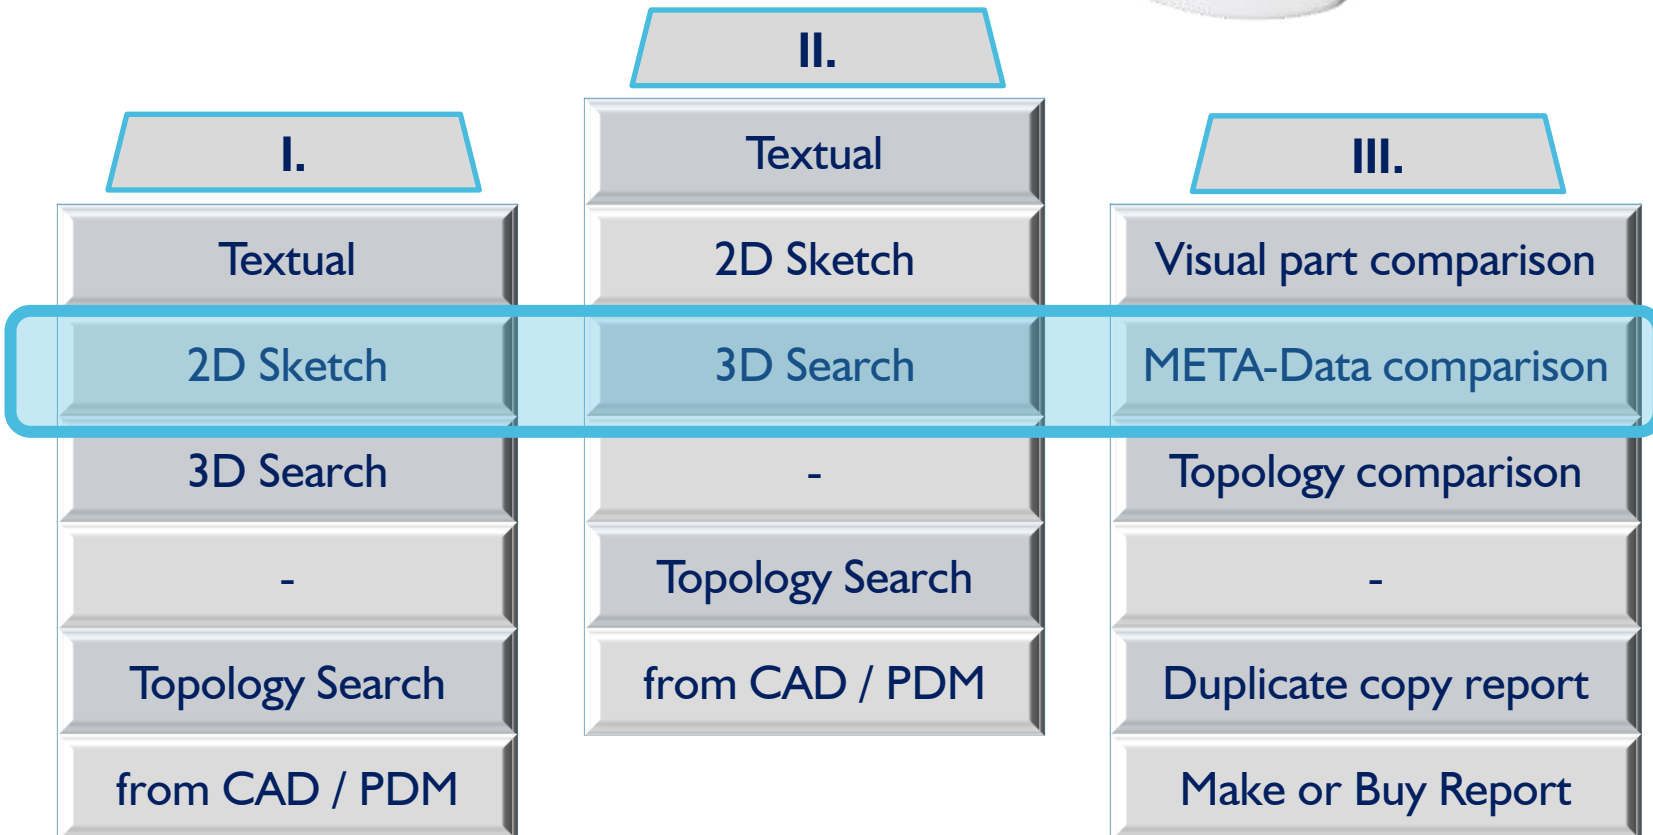 I.
Textual
2D Sketch
3D Search
-
Topology Search
from CAD / PDM
II.
Textual
2D Sketch
3D Search
-
Topology Search
from CAD / PDM
III.
Visual part comparison
META-Data comparison
Topology comparison
-
Duplicate copy report
Make or Buy Report